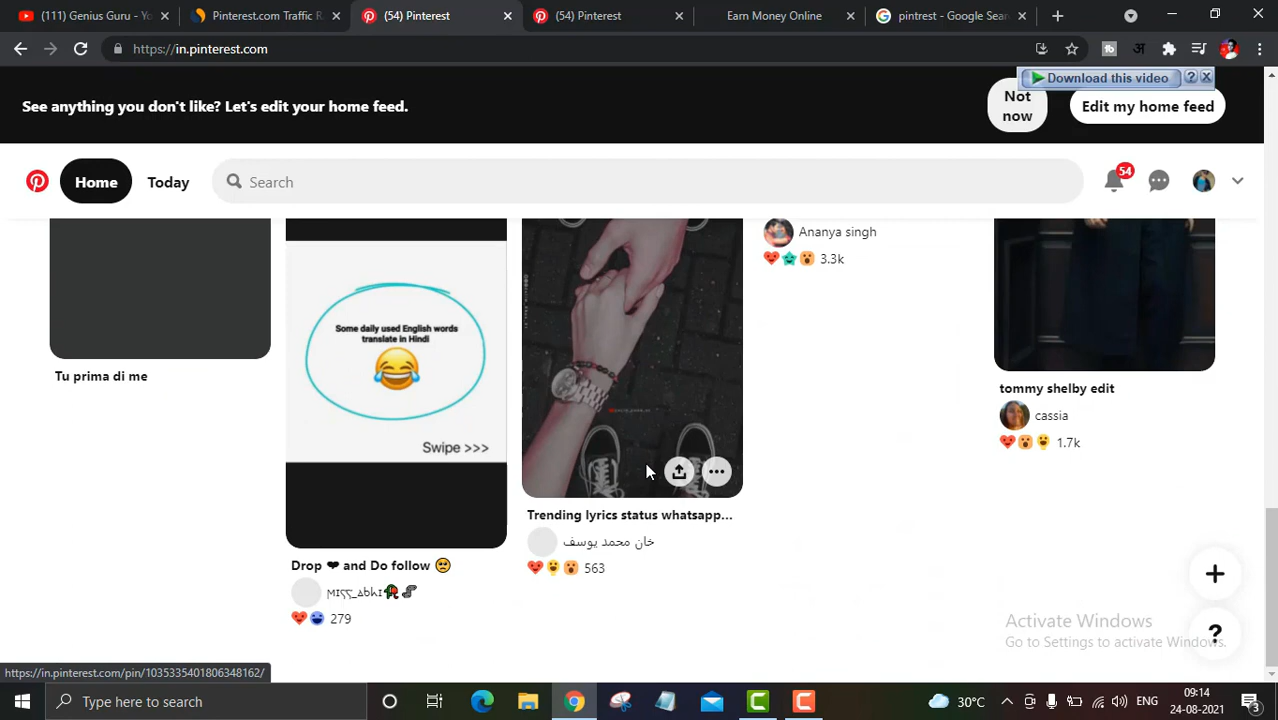 (111) Genius Guru - Yo
Pinterest.com Traffic Ra
(54) Pinterest
(54) Pinterest
Earn Money Online
pintrest - Google Sear
https://in.pinterest.com
अ
Download this video
See anything you don't like? Let's edit your home feed.
Not now
Edit my home feed
Home
Today
Search
54
Ananya singh
3.3k
Some daily used English words
translate in Hindi
Swipe >>>
Tu prima di me
tommy shelby edit
cassia
1.7k
Trending lyrics status whatsapp...
خان محمد یوسف
563
Drop ❤ and Do follow 🥺
279
Activate Windows
Go to Settings to activate Windows.
https://in.pinterest.com/pin/1035335401806348162/
Type here to search
30°C
ENG
09:14
24-08-2021
3